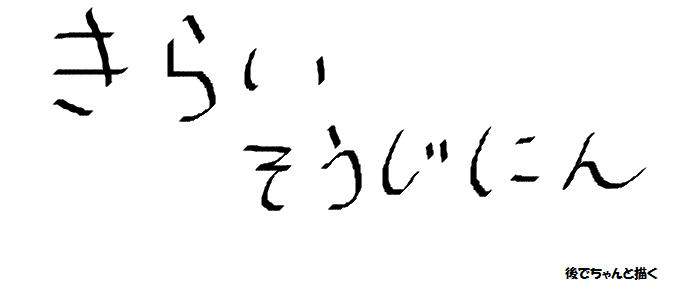 きらい
そうじにん
後でちゃんと描く